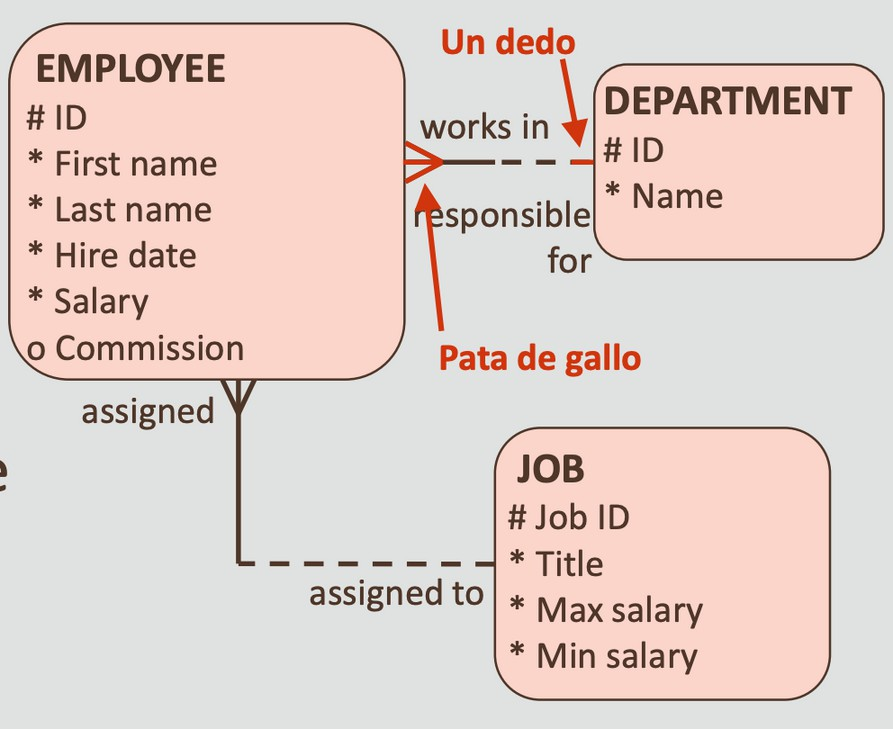 EMPLOYEE
# ID
* First name
* Last name
* Hire date
* Salary
o Commission
Un dedo
works in
responsible
for
Pata de gallo
DEPARTMENT
# ID
* Name
assigned
assigned to
JOB
# Job ID
* Title
* Max salary
* Min salary
e